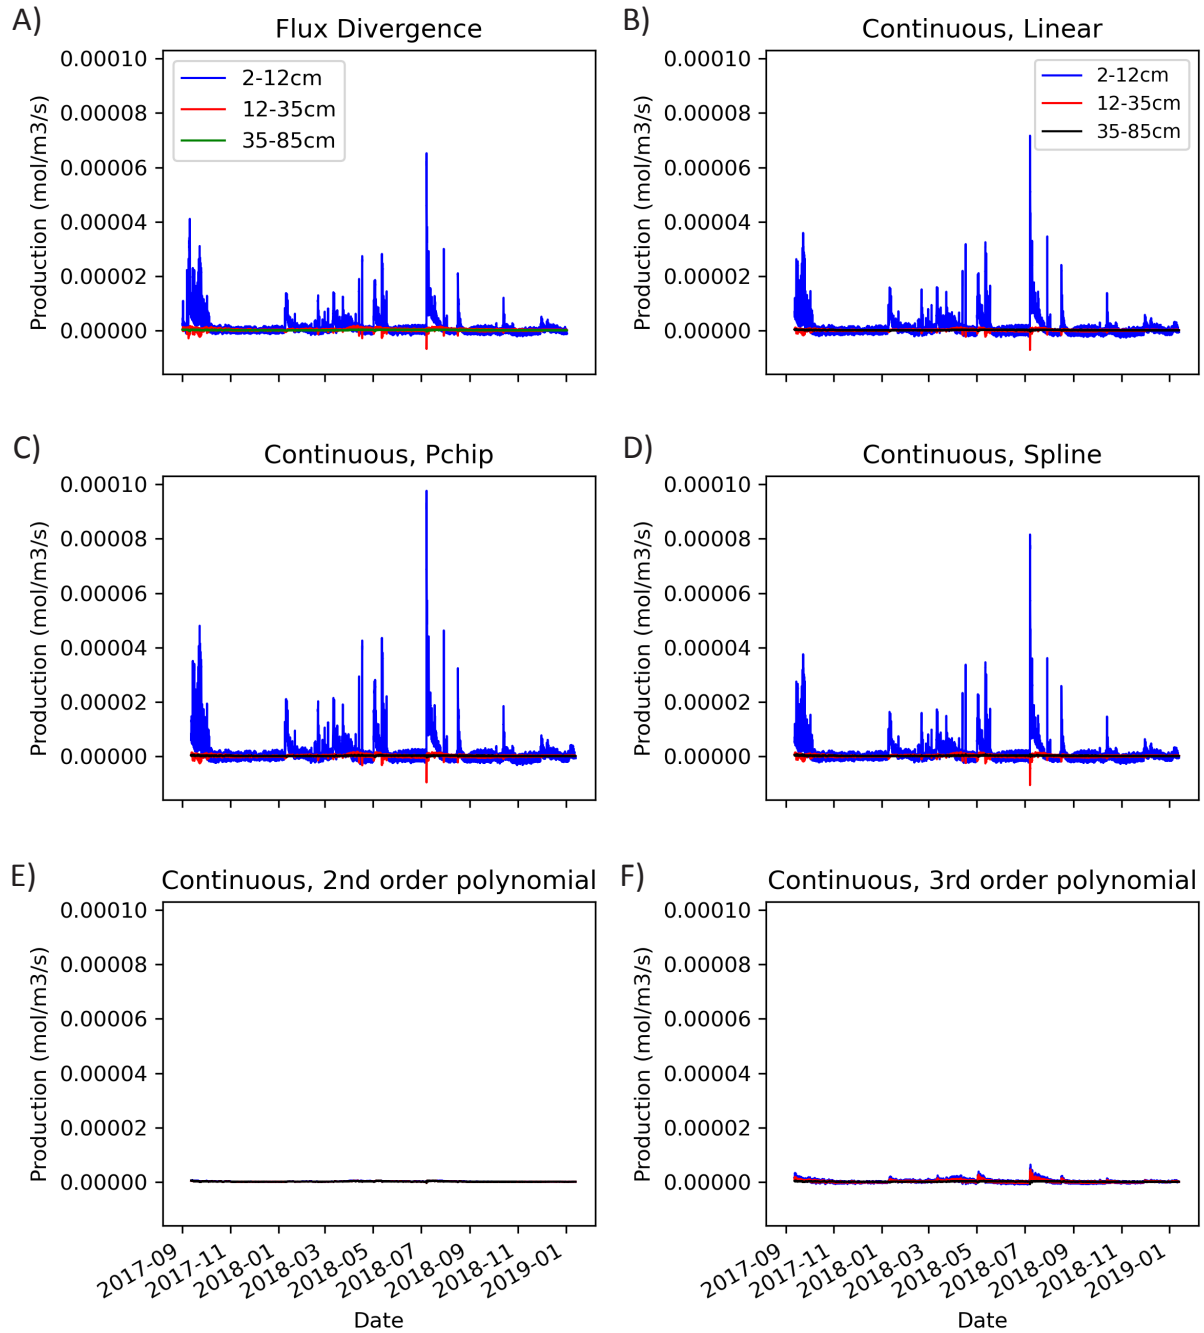 A)
Flux Divergence
B)
Continuous, Linear
Production (mol/m3/s)
0.00010
0.00008
0.00006
0.00004
0.00002
0.00000
2-12cm
12-35cm
35-85cm
Production (mol/m3/s)
0.00010
0.00008
0.00006
0.00004
0.00002
0.00000
2-12cm
12-35cm
35-85cm
C)
Continuous, Pchip
D)
Continuous, Spline
Production (mol/m3/s)
0.00010
0.00008
0.00006
0.00004
0.00002
0.00000
Production (mol/m3/s)
0.00010
0.00008
0.00006
0.00004
0.00002
0.00000
E)
Continuous, 2nd order polynomial
F)
Continuous, 3rd order polynomial
Production (mol/m3/s)
0.00010
0.00008
0.00006
0.00004
0.00002
0.00000
2017-09
2017-11
2018-01
2018-03
2018-05
2018-07
2018-09
2018-11
2019-01
Date
Production (mol/m3/s)
0.00010
0.00008
0.00006
0.00004
0.00002
0.00000
2017-09
2017-11
2018-01
2018-03
2018-05
2018-07
2018-09
2018-11
2019-01
Date